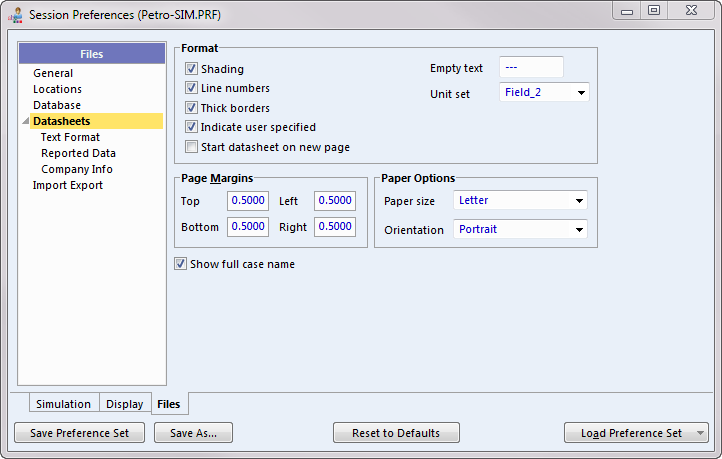 Session Preferences (Petro-SIM.PRF)
Files
General
Locations
Database
Datasheets
Text Format
Reported Data
Company Info
Import Export
Format
Shading
Line numbers
Thick borders
Indicate user specified
Start datasheet on new page
Empty text ---
Unit set Field_2
Page Margins
Top 0.5000 Left 0.5000
Bottom 0.5000 Right 0.5000
Paper Options
Paper size Letter
Orientation Portrait
Show full case name
Simulation Display Files
Save Preference Set Save As... Reset to Defaults Load Preference Set